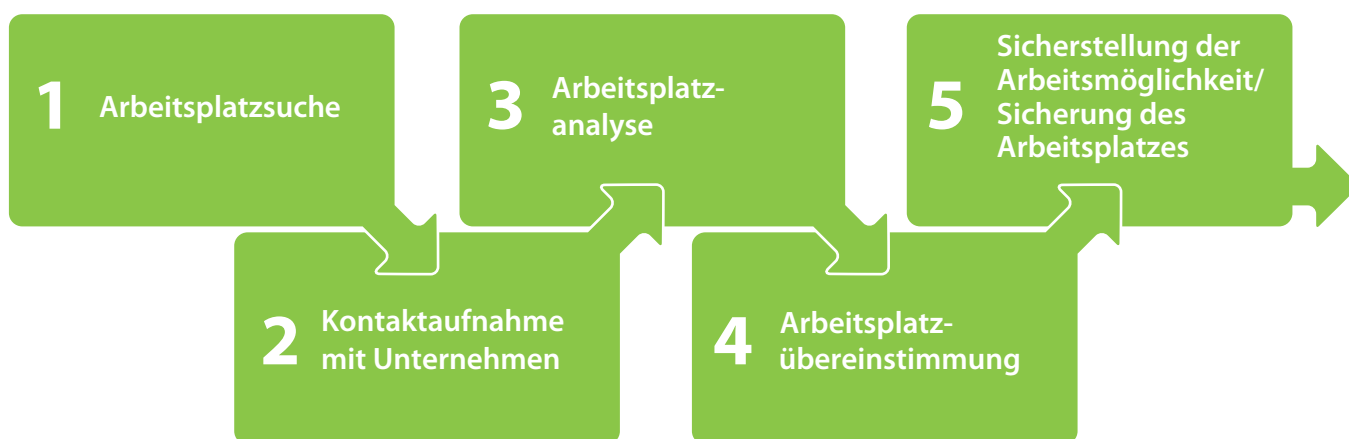 1 Arbeitsplatzsuche
2 Kontaktaufnahme
mit Unternehmen
3 Arbeitsplatz-
analyse
4 Arbeitsplatz-
übereinstimmung
5 Sicherstellung der
Arbeitsmöglichkeit/
Sicherung des
Arbeitsplatzes